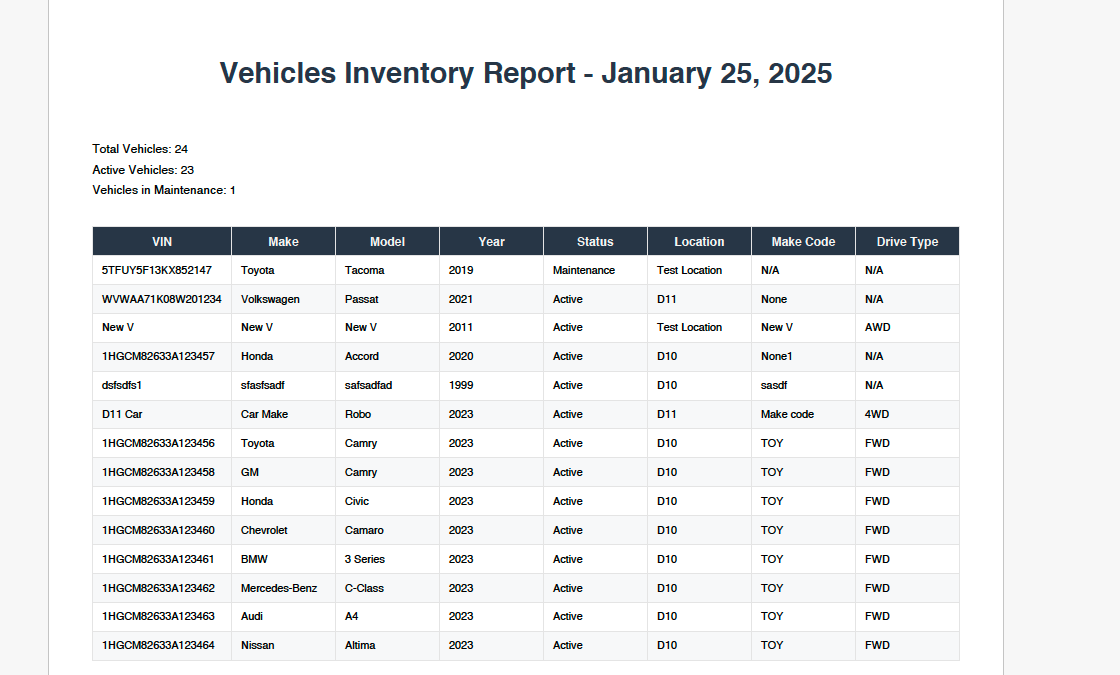 Vehicles Inventory Report - January 25, 2025
Total Vehicles: 24
Active Vehicles: 23
Vehicles in Maintenance: 1
VIN Make Model Year Status Location Make Code Drive Type
5TFUY5F13KX852147 Toyota Tacoma 2019 Maintenance Test Location N/A N/A
WVWAA71K08W201234 Volkswagen Passat 2021 Active D11 None N/A
New V New V New V 2011 Active Test Location New V AWD
1HGCM82633A123457 Honda Accord 2020 Active D10 None1 N/A
dsfsdfs1 sfasfsadf safsadfad 1999 Active D10 sasdf N/A
D11 Car Car Make Robo 2023 Active D11 Make code 4WD
1HGCM82633A123456 Toyota Camry 2023 Active D10 TOY FWD
1HGCM82633A123458 GM Camry 2023 Active D10 TOY FWD
1HGCM82633A123459 Honda Civic 2023 Active D10 TOY FWD
1HGCM82633A123460 Chevrolet Camaro 2023 Active D10 TOY FWD
1HGCM82633A123461 BMW 3 Series 2023 Active D10 TOY FWD
1HGCM82633A123462 Mercedes-Benz C-Class 2023 Active D10 TOY FWD
1HGCM82633A123463 Audi A4 2023 Active D10 TOY FWD
1HGCM82633A123464 Nissan Altima 2023 Active D10 TOY FWD